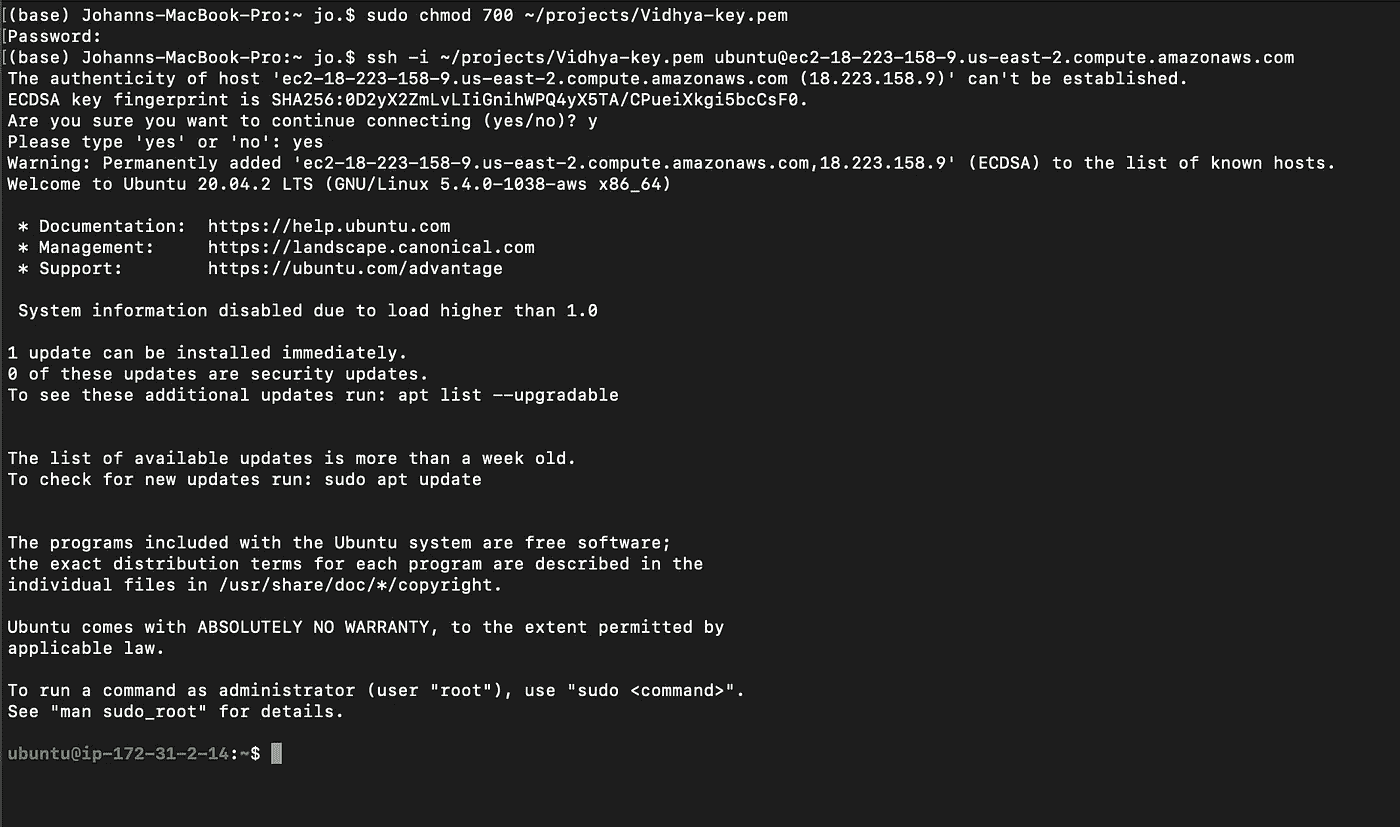 [(base) Johanns-MacBook-Pro:~ jo.$ sudo chmod 700 ~/projects/Vidhya-key.pem
[Password:
[(base) Johanns-MacBook-Pro:~ jo.$ ssh -i ~/projects/Vidhya-key.pem ubuntu@ec2-18-223-158-9.us-east-2.compute.amazonaws.com
The authenticity of host 'ec2-18-223-158-9.us-east-2.compute.amazonaws.com (18.223.158.9)' can't be established.
ECDSA key fingerprint is SHA256:0D2yX2ZmLvLIiGnihWPQ4yX5TA/CPueiXkgi5bcCsF0.
Are you sure you want to continue connecting (yes/no)? y
Please type 'yes' or 'no': yes
Warning: Permanently added 'ec2-18-223-158-9.us-east-2.compute.amazonaws.com,18.223.158.9' (ECDSA) to the list of known hosts.
Welcome to Ubuntu 20.04.2 LTS (GNU/Linux 5.4.0-1038-aws x86_64)
* Documentation:  https://help.ubuntu.com
* Management:     https://landscape.canonical.com
* Support:        https://ubuntu.com/advantage
System information disabled due to load higher than 1.0
1 update can be installed immediately.
0 of these updates are security updates.
To see these additional updates run: apt list --upgradable
The list of available updates is more than a week old.
To check for new updates run: sudo apt update
The programs included with the Ubuntu system are free software;
the exact distribution terms for each program are described in the
individual files in /usr/share/doc/*/copyright.
Ubuntu comes with ABSOLUTELY NO WARRANTY, to the extent permitted by
applicable law.
To run a command as administrator (user "root"), use "sudo <command>".
See "man sudo_root" for details.
ubuntu@ip-172-31-2-14:~$